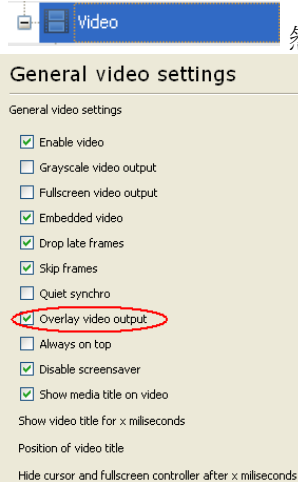 Video
General video settings
General video settings
Enable video
Grayscale video output
Fullscreen video output
Embedded video
Drop late frames
Skip frames
Quiet synchro
Overlay video output
Always on top
Disable screensaver
Show media title on video
Show video title for x miliseconds
Position of video title
Hide cursor and fullscreen controller after x miliseconds